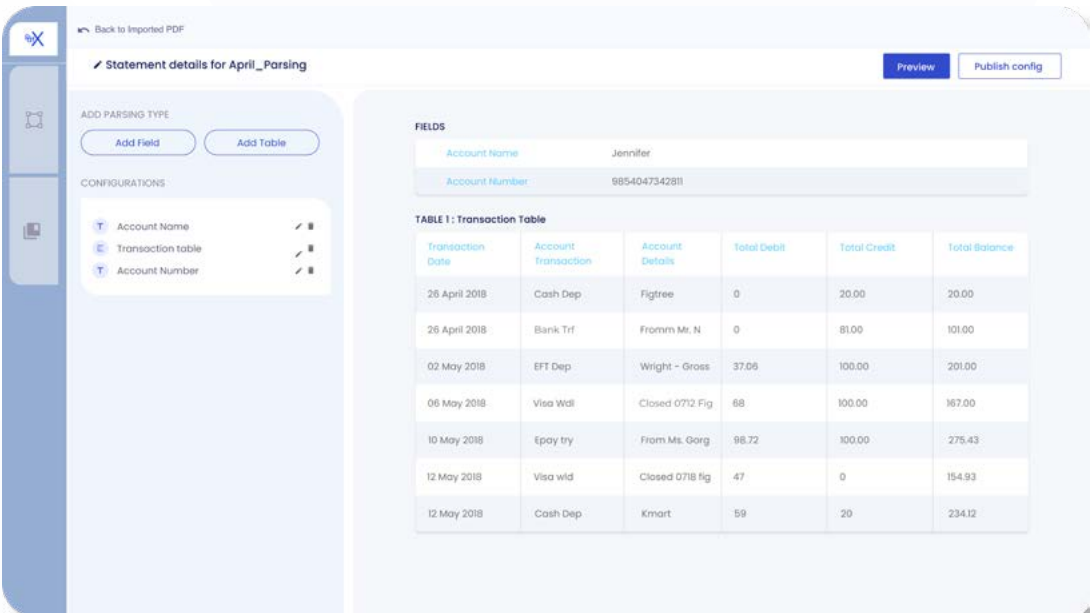 Back to Imported PDF
Statement details for April_Parsing
Preview
Publish config
ADD PARSING TYPE
Add Field
Add Table
CONFIGURATIONS
T Account Name
Transaction table
T Account Number
FIELDS
Account Name Jennifer
Account Number 9854047342811
TABLE 1 : Transaction Table
Transaction Date Account Transaction Account Details Total Debit Total Credit Total Balance
26 April 2018 Cash Dep Figtree 0 20.00 20.00
26 April 2018 Bank Trf Fromm Mr. N 0 81.00 101.00
02 May 2018 EFT Dep Wright - Gross 37.06 100.00 201.00
06 May 2018 Visa Wdl Closed 0712 Fig 68 100.00 167.00
10 May 2018 Epay try From Ms. Gorg 98.72 100.00 275.43
12 May 2018 Visa wld Closed 0718 fig 47 0 154.93
12 May 2018 Cash Dep Kmart 59 20 234.12